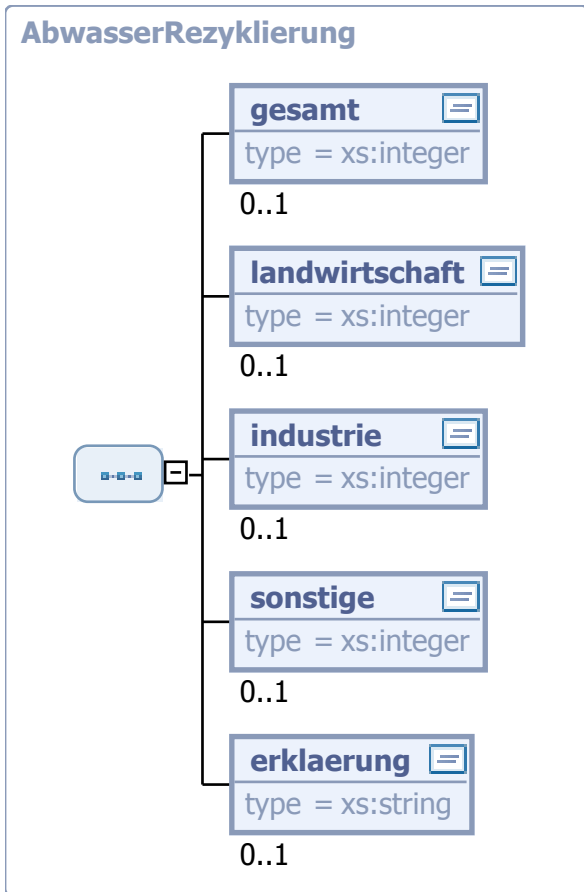 AbwasserRezyklierung
gesamt
type = xs:integer
0..1
landwirtschaft
type = xs:integer
0..1
industrie
type = xs:integer
0..1
sonstige
type = xs:integer
0..1
erklaerung
type = xs:string
0..1